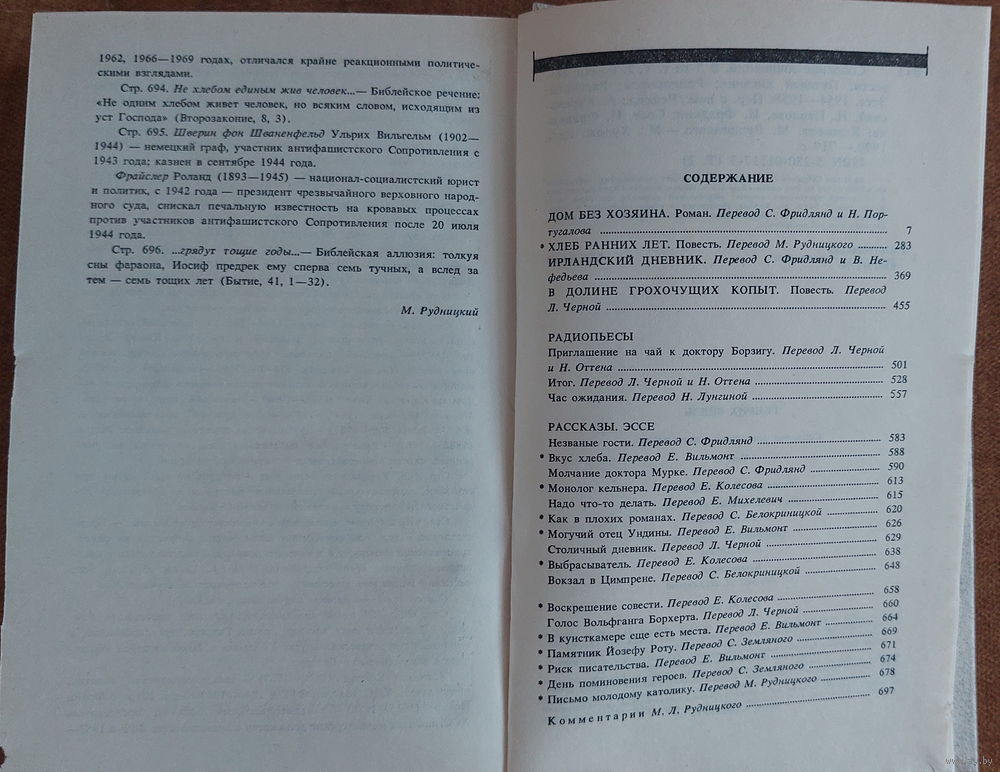 1962, 1966—1969 годах, отличался крайне реакционными политиче-
скими взглядами.
Стр. 694. Не хлебом единым жив человек...— Библейское речение:
«Не одним хлебом живет человек, но всяким словом, исходящим из
уст Господа» (Второзаконие, 8, 3).
Стр. 695. Шверин фон Шваненфельд Ульрих Вильгельм (1902—
1944) — немецкий граф, участник антифашистского Сопротивления с
1943 года; казнен в сентябре 1944 года.
Фрайслер Роланд (1893—1945) — национал-социалистский юрист
и политик, с 1942 года — президент чрезвычайного верховного народ-
ного суда, снискал печальную известность на кровавых процессах
против участников антифашистского Сопротивления после 20 июля
1944 года.
Стр. 696. ...грядут тощие годы...— Библейская аллюзия: толкуя
сны фараона, Иосиф предрек ему сперва семь тучных, а вслед за
тем — семь тощих лет (Бытие, 41, 1—32).
М. Рудницкий
СОДЕРЖАНИЕ
ДОМ БЕЗ ХОЗЯИНА. Роман. Перевод С. Фридлянд и Н. Пор-
тугалова 7
* ХЛЕБ РАННИХ ЛЕТ. Повесть. Перевод М. Рудницкого 283
ИРЛАНДСКИЙ ДНЕВНИК. Перевод С. Фридлянд и В. Не-
федьева 369
В ДОЛИНЕ ГРОХОЧУЩИХ КОПЫТ. Повесть. Перевод
Л. Черной 455
РАДИОПЬЕСЫ
Приглашение на чай к доктору Борзигу. Перевод Л. Черной
и Н. Оттена 501
Итог. Перевод Л. Черной и Н. Оттена 528
Час ожидания. Перевод Н. Лунгиной 557
РАССКАЗЫ. ЭССЕ
Незваные гости. Перевод С. Фридлянд 583
* Вкус хлеба. Перевод Е. Вильмонт 588
Молчание доктора Мурке. Перевод С. Фридлянд 590
* Монолог кельнера. Перевод Е. Колесова 613
Надо что-то делать. Перевод Е. Михелевич 615
* Как в плохих романах. Перевод С. Белокриницкой 620
* Могучий отец Ундины. Перевод Е. Вильмонт 626
Столичный дневник. Перевод Л. Черной 629
* Выбрасыватель. Перевод Е. Колесова 638
Вокзал в Цимпрене. Перевод С. Белокриницкой 648
* Воскрешение совести. Перевод Е. Колесова 658
Голос Вольфганга Борхерта. Перевод Л. Черной 660
* В кунсткамере еще есть места. Перевод Е. Вильмонт 664
* Памятник Йозефу Роту. Перевод С. Земляного 669
* Риск писательства. Перевод Е. Вильмонт 671
* День поминовения героев. Перевод С. Земляного 674
* Письмо молодому католику. Перевод М. Рудницкого 678
Комментарии М. Л. Рудницкого 697